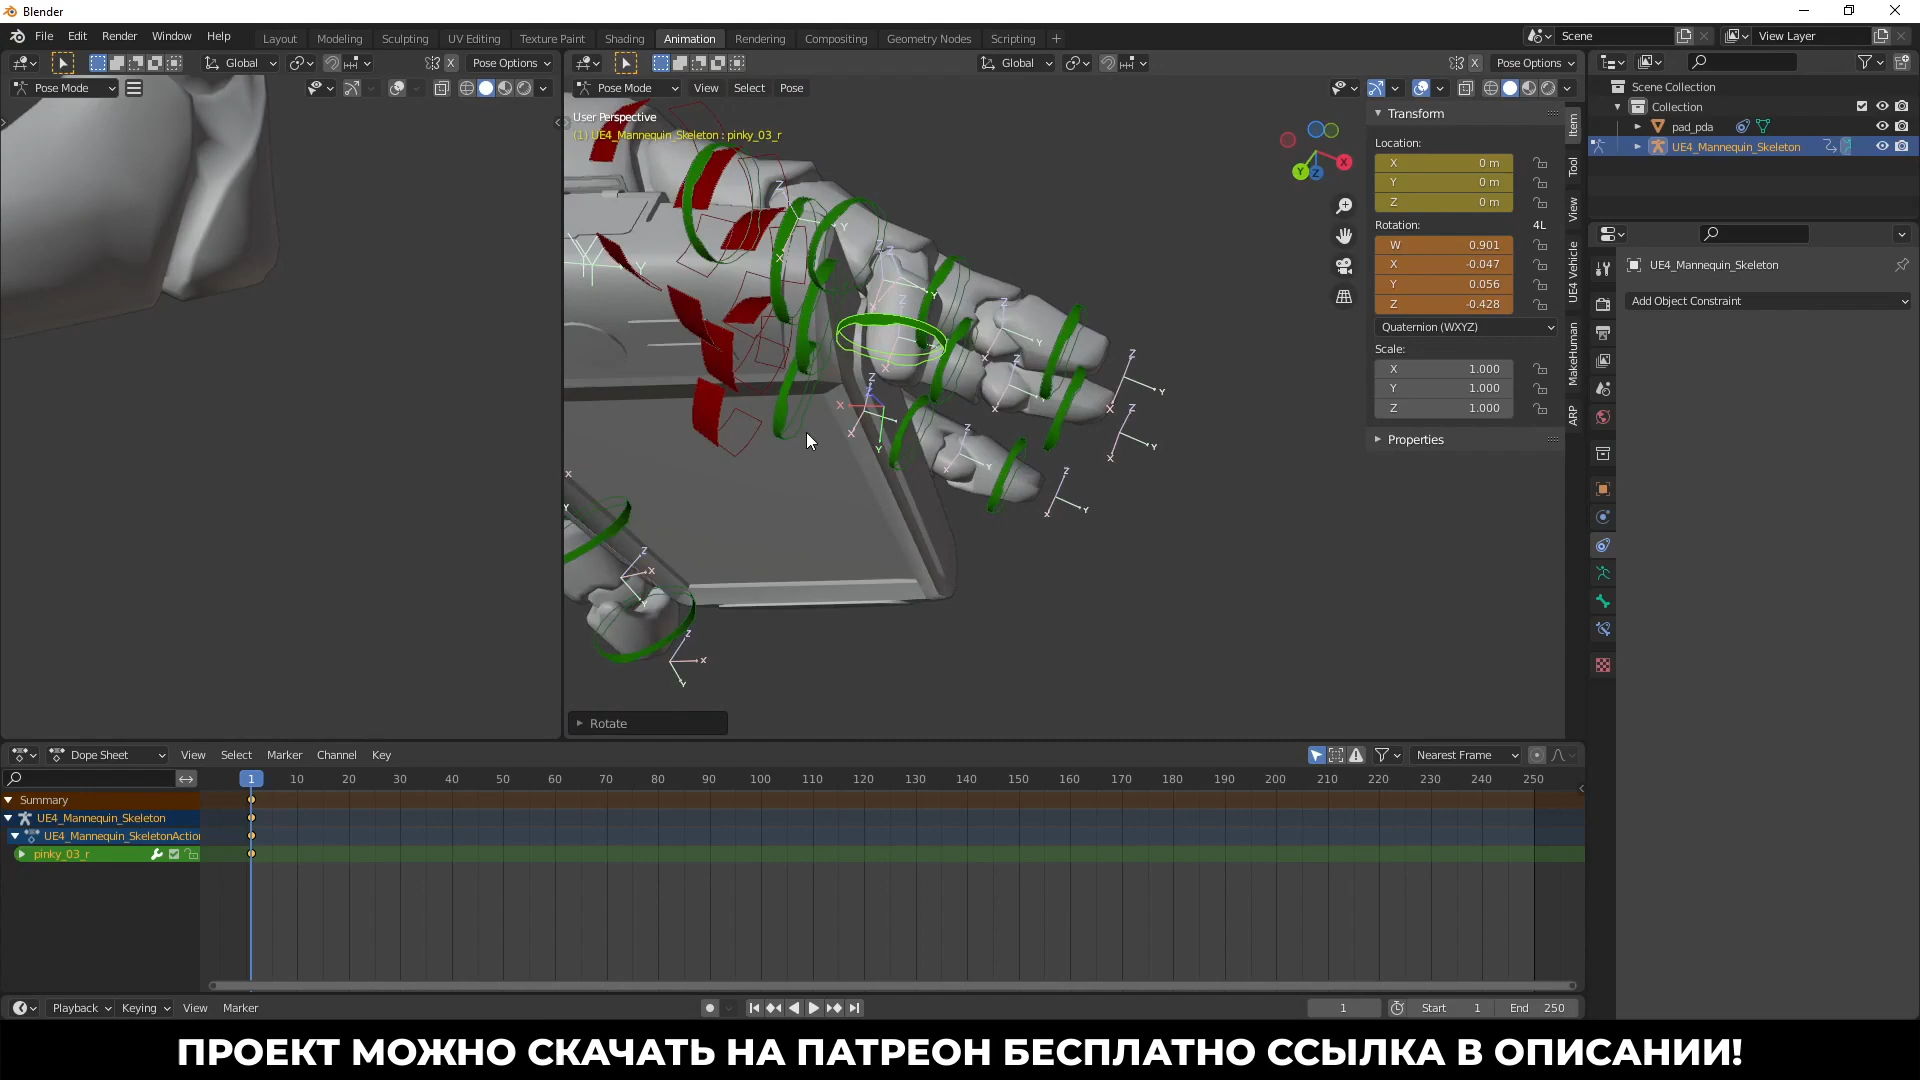 Blender
File Edit Render Window Help
Layout Modeling Sculpting UV Editing Texture Paint Shading Animation Rendering Compositing Geometry Nodes Scripting +
Scene
View Layer
Global
X
Pose Options
Global
X
Pose Options
Pose Mode
Pose Mode View Select Pose
User Perspective
(1) UE4_Mannequin_Skeleton : pinky_03_r
Transform
Location:
X 0 m
Y 0 m
Z 0 m
Rotation: 4L
W 0.901
X -0.047
Y 0.056
Z -0.428
Quaternion (WXYZ)
Scale:
X 1.000
Y 1.000
Z 1.000
Properties
Item
Tool
View
UE4 Vehicle
MakeHuman
ARP
Scene Collection
Collection
pad_pda
UE4_Mannequin_Skeleton
UE4_Mannequin_Skeleton
Add Object Constraint
Rotate
Dope Sheet View Select Marker Channel Key
Nearest Frame
1 10 20 30 40 50 60 70 80 90 100 110 120 130 140 150 160 170 180 190 200 210 220 230 240 250
Summary
UE4_Mannequin_Skeleton
UE4_Mannequin_SkeletonAction
pinky_03_r
Playback Keying View Marker
1
Start 1
End 250
ПРОЕКТ МОЖНО СКАЧАТЬ НА ПАТРЕОН БЕСПЛАТНО ССЫЛКА В ОПИСАНИИ!